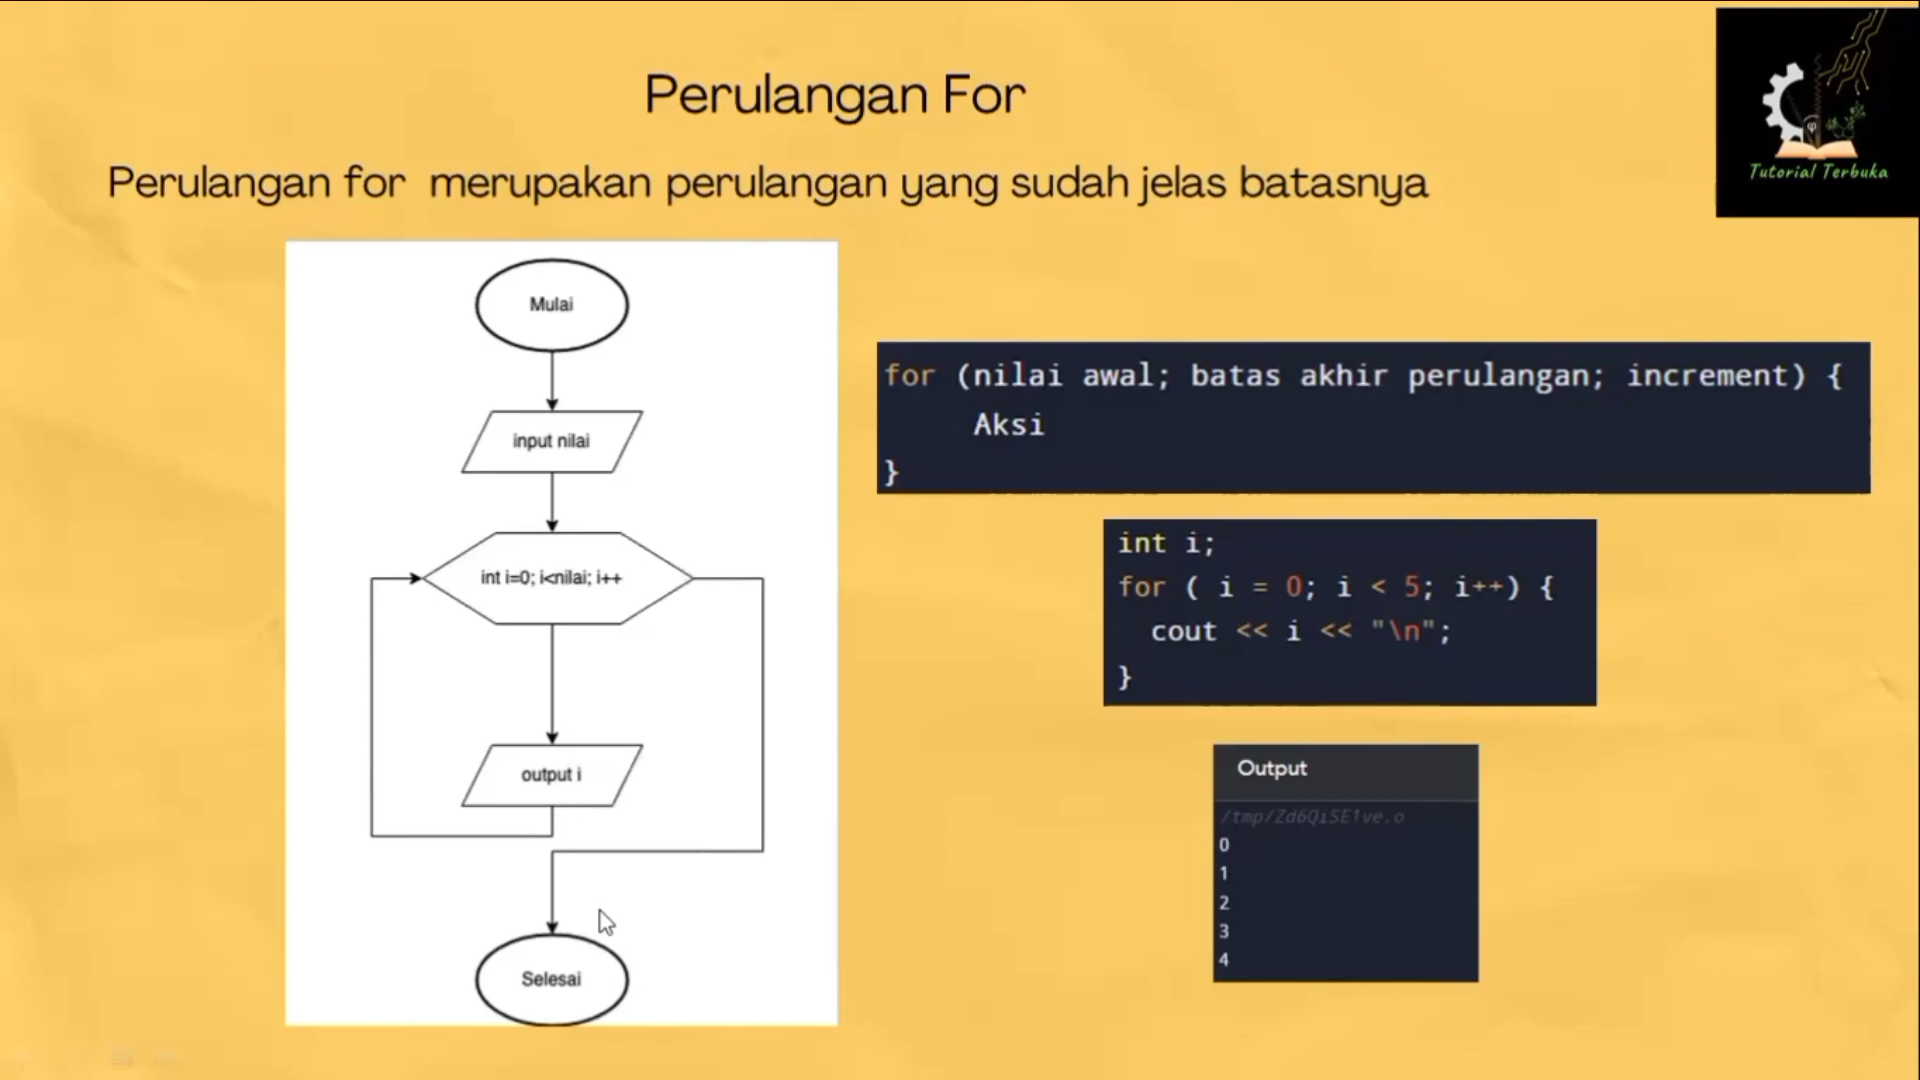 Perulangan For
Tutorial Terbuka
Perulangan for merupakan perulangan yang sudah jelas batasnya
Mulai
input nilai
int i=0; i<nilai; i++
output i
Selesai
for (nilai awal; batas akhir perulangan; increment) {
Aksi
}
int i;
for ( i = 0; i < 5; i++) {
cout << i << "\n";
}
Output
/tmp/Zd6QiSE1ve.o
0
1
2
3
4